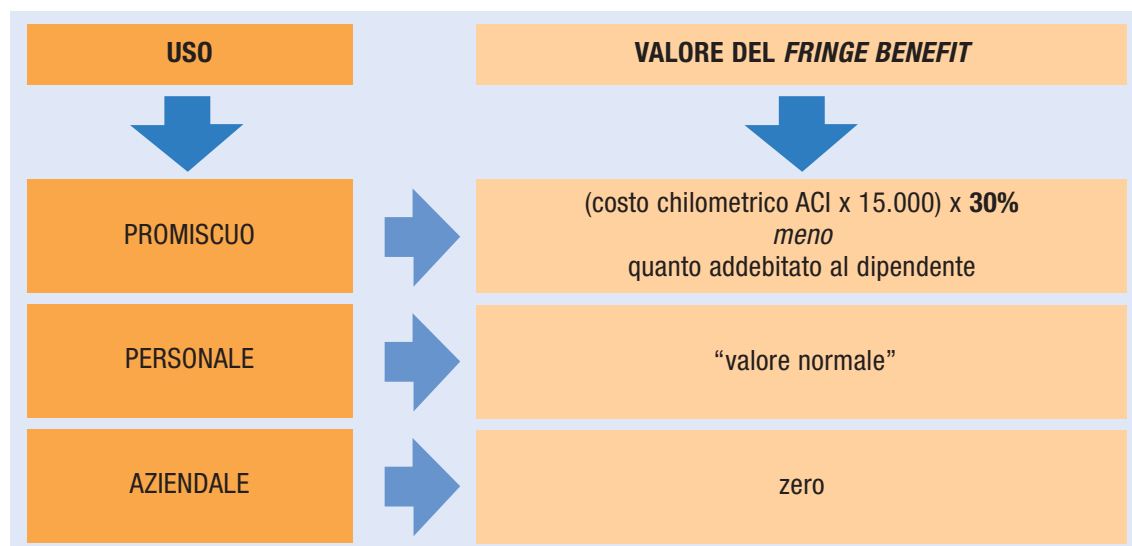 USO
VALORE DEL FRINGE BENEFIT
PROMISCUO
(costo chilometrico ACI x 15.000) x 30%
meno
quanto addebitato al dipendente
PERSONALE
“valore normale”
AZIENDALE
zero